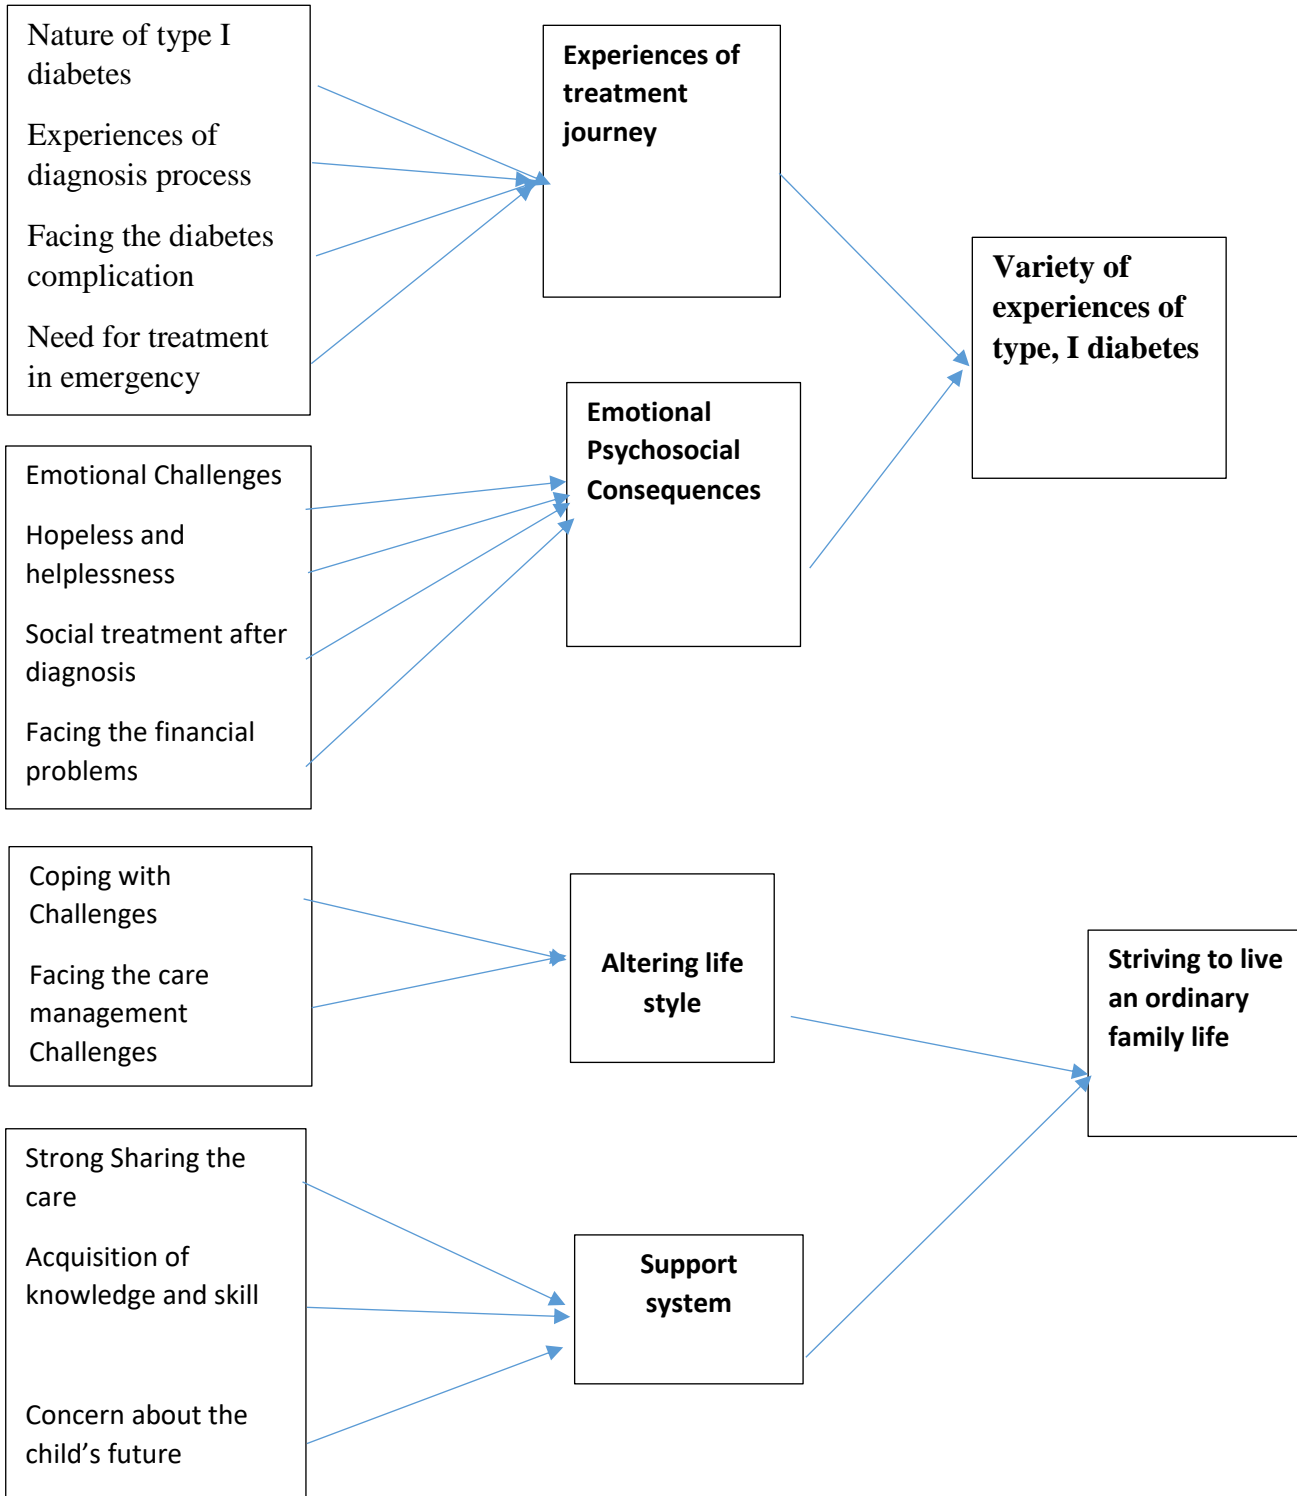 Nature of type I
diabetes
Experiences of
diagnosis process
Facing the diabetes
complication
Need for treatment
in emergency
Experiences of
treatment
journey
Variety of
experiences of
type, I diabetes
Emotional Challenges
Hopeless and
helplessness
Social treatment after
diagnosis
Facing the financial
problems
Emotional
Psychosocial
Consequences
Coping with
Challenges
Facing the care
management
Challenges
Altering life
style
Striving to live
an ordinary
family life
Strong Sharing the
care
Acquisition of
knowledge and skill
Concern about the
child’s future
Support
system